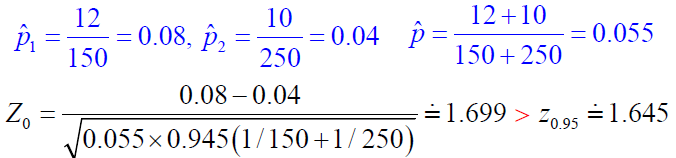 p̂₁ = 12/150 = 0.08, p̂₂ = 10/250 = 0.04 p̂ = (12+10)/(150+250) = 0.055
Z₀ = (0.08−0.04)/√(0.055×0.945(1/150+1/250)) ≐ 1.699 > z₀.₉₅ ≐ 1.645